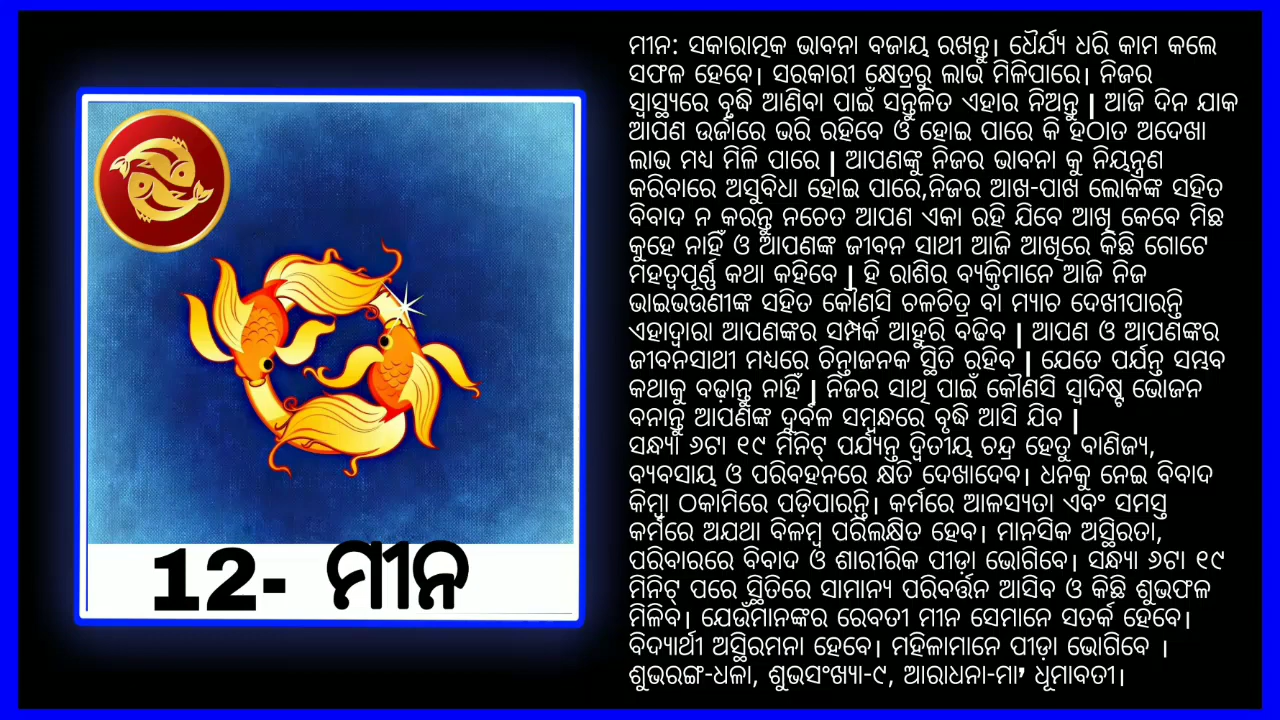 12- ମୀନ
ମୀନ: ସକାରାତ୍ମକ ଭାବନା ବଜାୟ ରଖନ୍ତୁ। ଧୈର୍ଯ୍ୟ ଧରି କାମ କଲେ
ସଫଳ ହେବେ। ସରକାରୀ କ୍ଷେତ୍ରରୁ ଲାଭ ମିଳିପାରେ। ନିଜର
ସ୍ୱାସ୍ଥ୍ୟରେ ବୃଦ୍ଧି ଆଣିବା ପାଇଁ ସନ୍ତୁଳିତ ଏହାର ନିଅନ୍ତୁ | ଆଜି ଦିନ ଯାକ
ଆପଣ ଉର୍ଜାରେ ଭରି ରହିବେ ଓ ହୋଇ ପାରେ କି ହଠାତ ଅଦେଖା
ଲାଭ ମଧ୍ୟ ମିଳି ପାରେ | ଆପଣଙ୍କୁ ନିଜର ଭାବନା କୁ ନିୟନ୍ତ୍ରଣ
କରିବାରେ ଅସୁବିଧା ହୋଇ ପାରେ,ନିଜର ଆଖ-ପାଖ ଲୋକଙ୍କ ସହିତ
ବିବାଦ ନ କରନ୍ତୁ ନଚେତ ଆପଣ ଏକା ରହି ଯିବେ ଆଖି କେବେ ମିଛ
କୁହେ ନାହିଁ ଓ ଆପଣଙ୍କ ଜୀବନ ସାଥୀ ଆଜି ଆଖିରେ କିଛି ଗୋଟେ
ମହତ୍ୱପୂର୍ଣ୍ଣ କଥା କହିବେ | ହି ରାଶିର ବ୍ୟକ୍ତିମାନେ ଆଜି ନିଜ
ଭାଇଭଉଣୀଙ୍କ ସହିତ କୌଣସି ଚଳଚିତ୍ର ବା ମ୍ୟାଚ ଦେଖୀପାରନ୍ତି
ଏହାଦ୍ୱାରା ଆପଣଙ୍କର ସମ୍ପର୍କ ଆହୁରି ବଢିବ | ଆପଣ ଓ ଆପଣଙ୍କର
ଜୀବନସାଥୀ ମଧ୍ୟରେ ଚିନ୍ତାଜନକ ସ୍ଥିତି ରହିବ | ଯେତେ ପର୍ଯନ୍ତ ସମ୍ଭବ
କଥାକୁ ବଢ଼ାନ୍ତୁ ନାହିଁ | ନିଜର ସାଥି ପାଇଁ କୌଣସି ସ୍ୱାଦିଷ୍ଟ ଭୋଜନ
ବନାନ୍ତୁ ଆପଣଙ୍କ ଦୁର୍ବଳ ସମ୍ବନ୍ଧରେ ବୃଦ୍ଧି ଆସି ଯିବ |
ସନ୍ଧ୍ୟା ୬ଟା ୧୯ ମିନିଟ୍ ପର୍ଯ୍ୟନ୍ତ ଦ୍ୱିତୀୟ ଚନ୍ଦ୍ର ହେତୁ ବାଣିଜ୍ୟ,
ବ୍ୟବସାୟ ଓ ପରିବହନରେ କ୍ଷତି ଦେଖାଦେବ। ଧନକୁ ନେଇ ବିବାଦ
କିମ୍ବା ଠକାମିରେ ପଡ଼ିପାରନ୍ତି। କର୍ମରେ ଆଳସ୍ୟତା ଏବଂ ସମସ୍ତ
କର୍ମରେ ଅଯଥା ବିଳମ୍ବ ପରିଲକ୍ଷିତ ହେବ। ମାନସିକ ଅସ୍ଥିରତା,
ପରିବାରରେ ବିବାଦ ଓ ଶାରୀରିକ ପୀଡ଼ା ଭୋଗିବେ। ସନ୍ଧ୍ୟା ୬ଟା ୧୯
ମିନିଟ୍ ପରେ ସ୍ଥିତିରେ ସାମାନ୍ୟ ପରିବର୍ତ୍ତନ ଆସିବ ଓ କିଛି ଶୁଭଫଳ
ମିଳିବ। ଯେଉଁମାନଙ୍କର ରେବତୀ ମୀନ ସେମାନେ ସତର୍କ ହେବେ।
ବିଦ୍ୟାର୍ଥୀ ଅସ୍ଥିରମନା ହେବେ। ମହିଳାମାନେ ପୀଡ଼ା ଭୋଗିବେ ।
ଶୁଭରଙ୍ଗ-ଧଳା, ଶୁଭସଂଖ୍ୟା-୯, ଆରାଧନା-ମା’ ଧୂମାବତୀ।